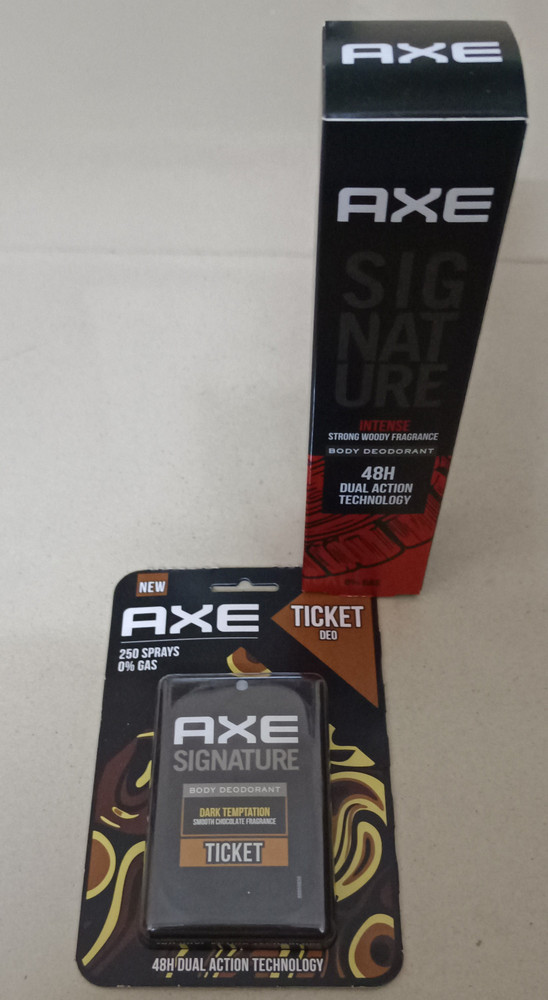 AXE
AXE
SIG
NAT
URE
INTENSE
STRONG WOODY FRAGRANCE
BODY DEODORANT
48H
DUAL ACTION
TECHNOLOGY
NEW
AXE
250 SPRAYS
0% GAS
TICKET
DEO
AXE
SIGNATURE
BODY DEODORANT
DARK TEMPTATION
SMOOTH CHOCOLATE FRAGRANCE
TICKET
48H DUAL ACTION TECHNOLOGY